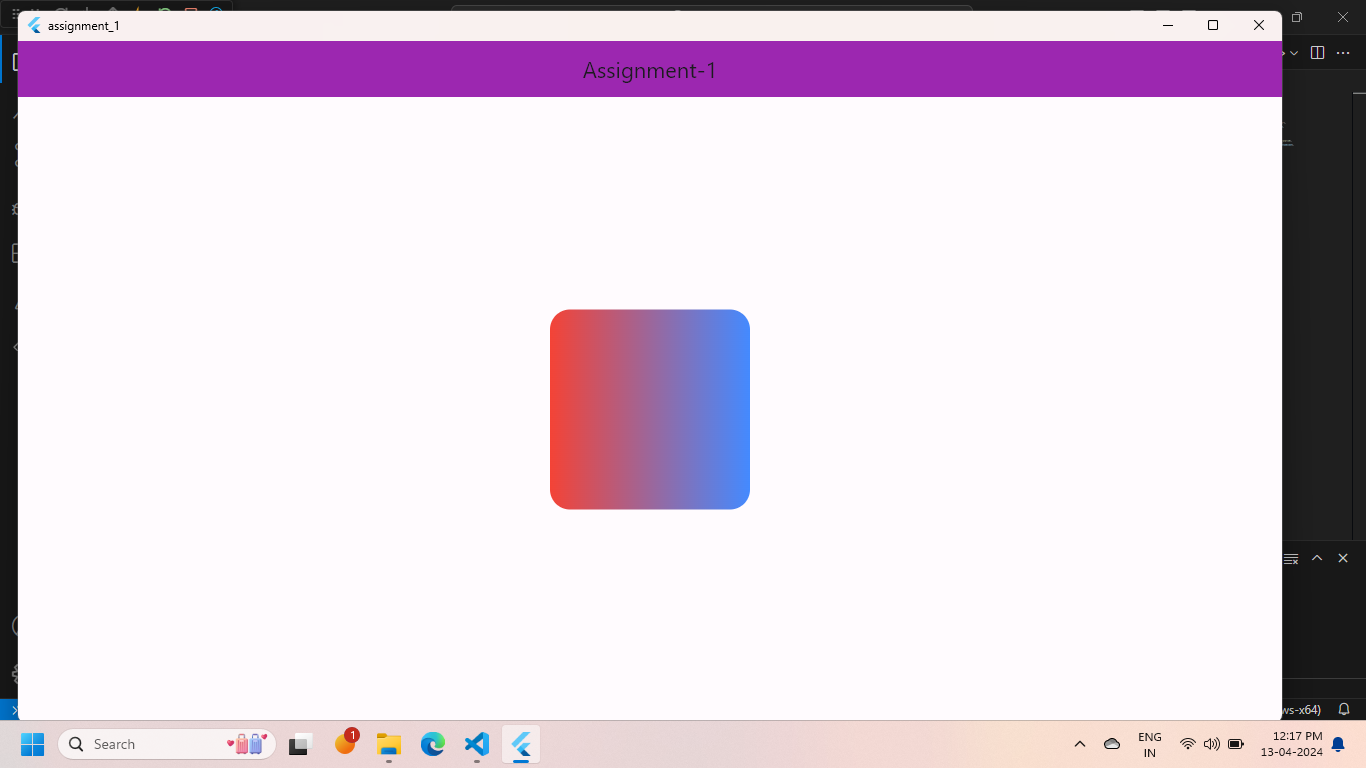 assignment_1
Assignment-1
ws-x64)
Search
1
ENG
IN
12:17 PM
13-04-2024